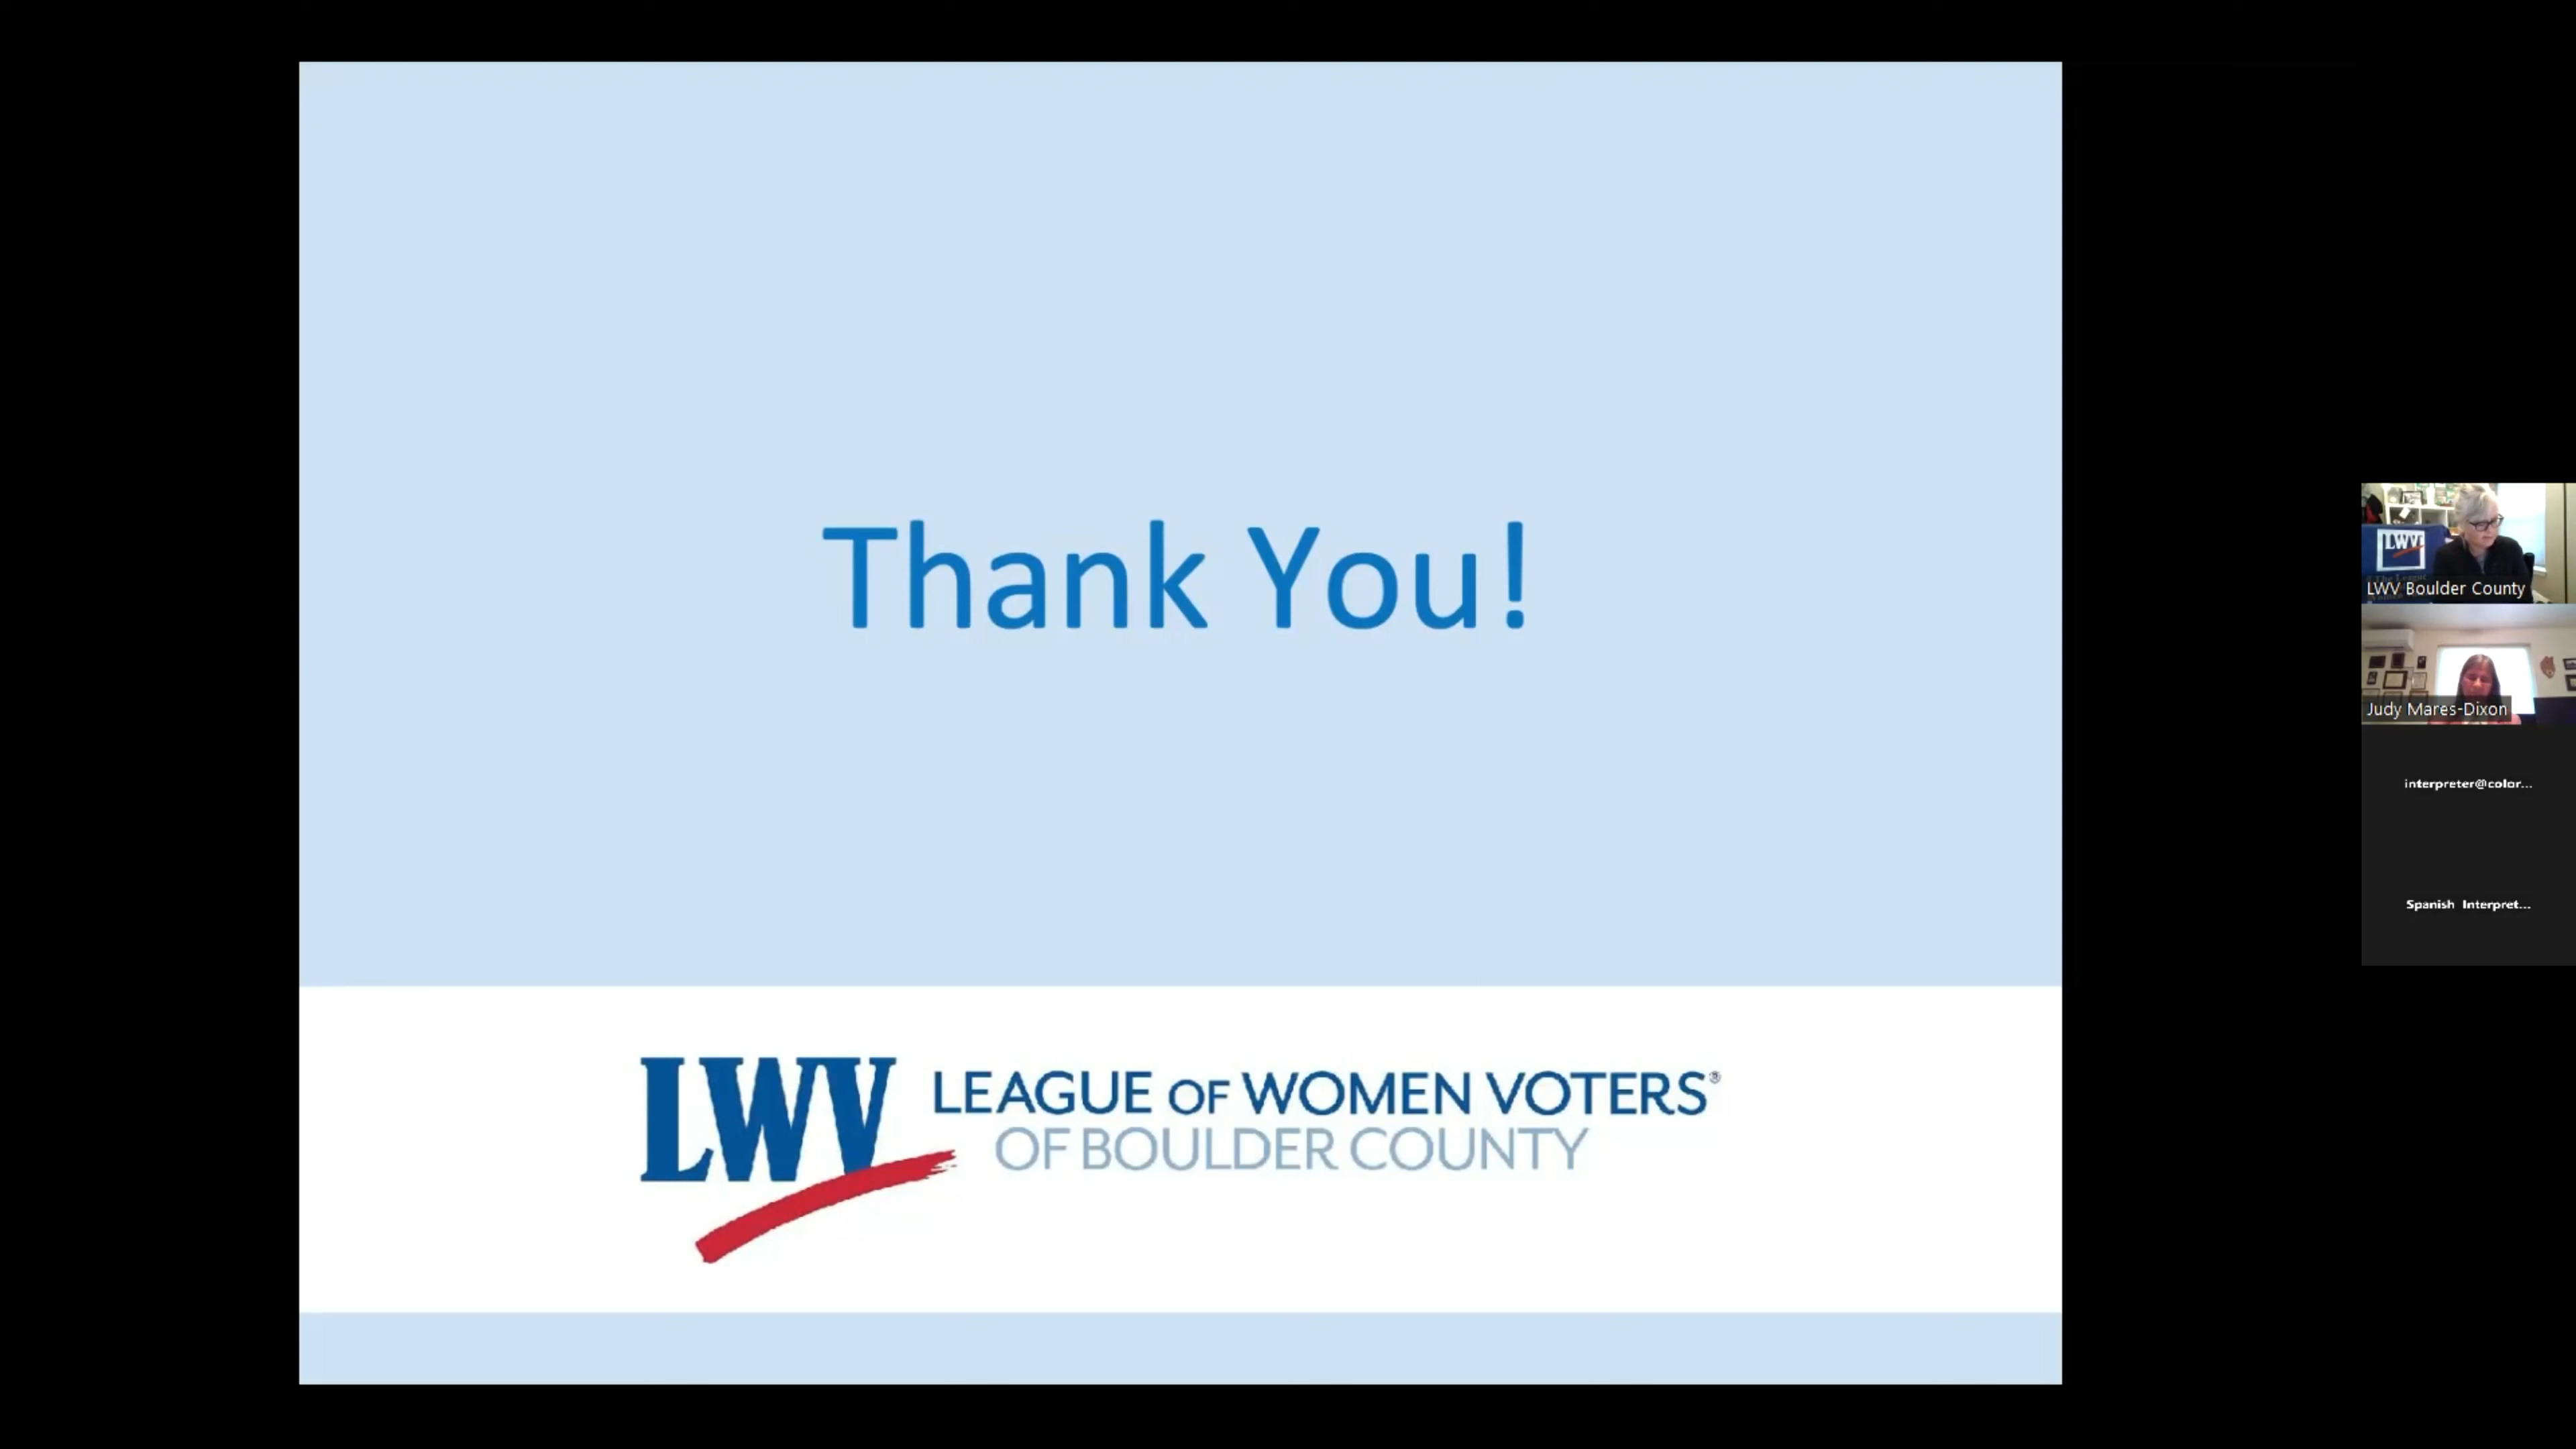 Thank You!
LWV
LEAGUE OF WOMEN VOTERS®
OF BOULDER COUNTY
LWV
LWV Boulder County
Judy Mares-Dixon
interpreter@color...
Spanish Interpret...